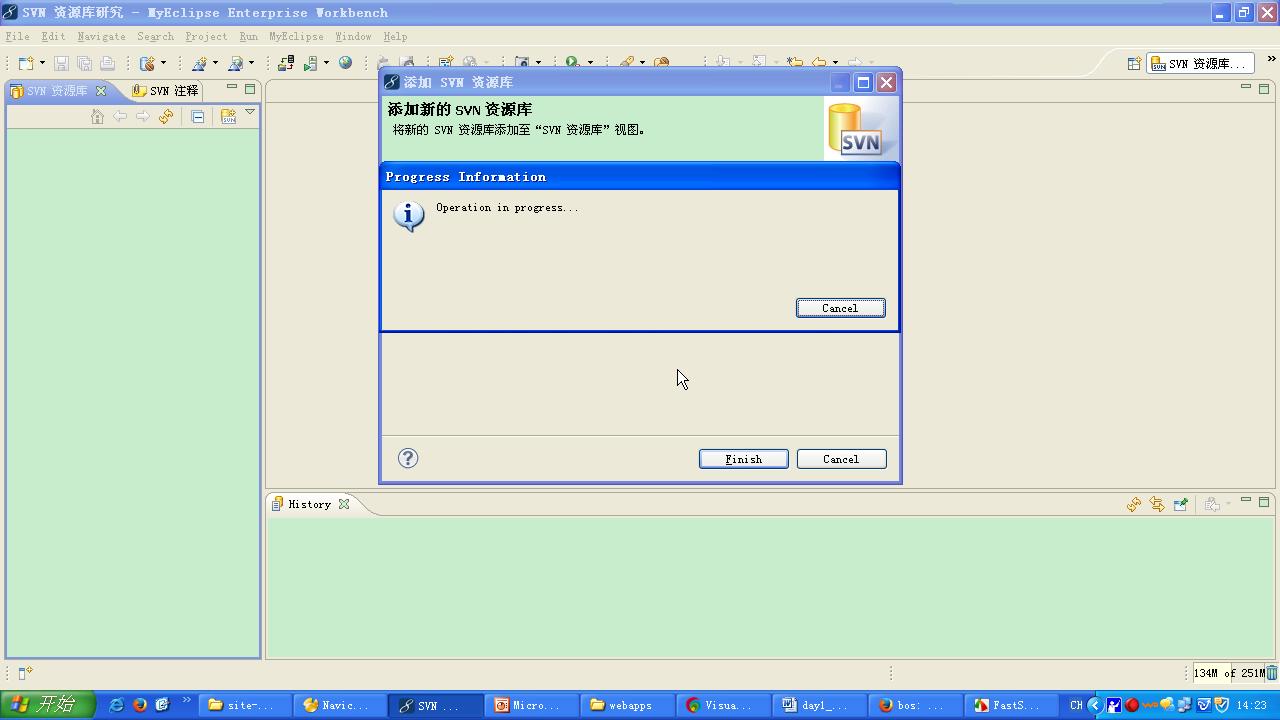 SVN 资源库研究 - MyEclipse Enterprise Workbench
File Edit Navigate Search Project Run MyEclipse Window Help
SVN 资源库...
SVN 资源库
SVN 注释
添加 SVN 资源库
添加新的 SVN 资源库
将新的 SVN 资源库添加至“SVN 资源库”视图。
SVN
Progress Information
Operation in progress...
Cancel
Finish
Cancel
History
134M of 251M
开始
site-...
Navic...
SVN ...
Micro...
webapps
Visua...
day1_...
bos: ...
FastS...
CH
14:23